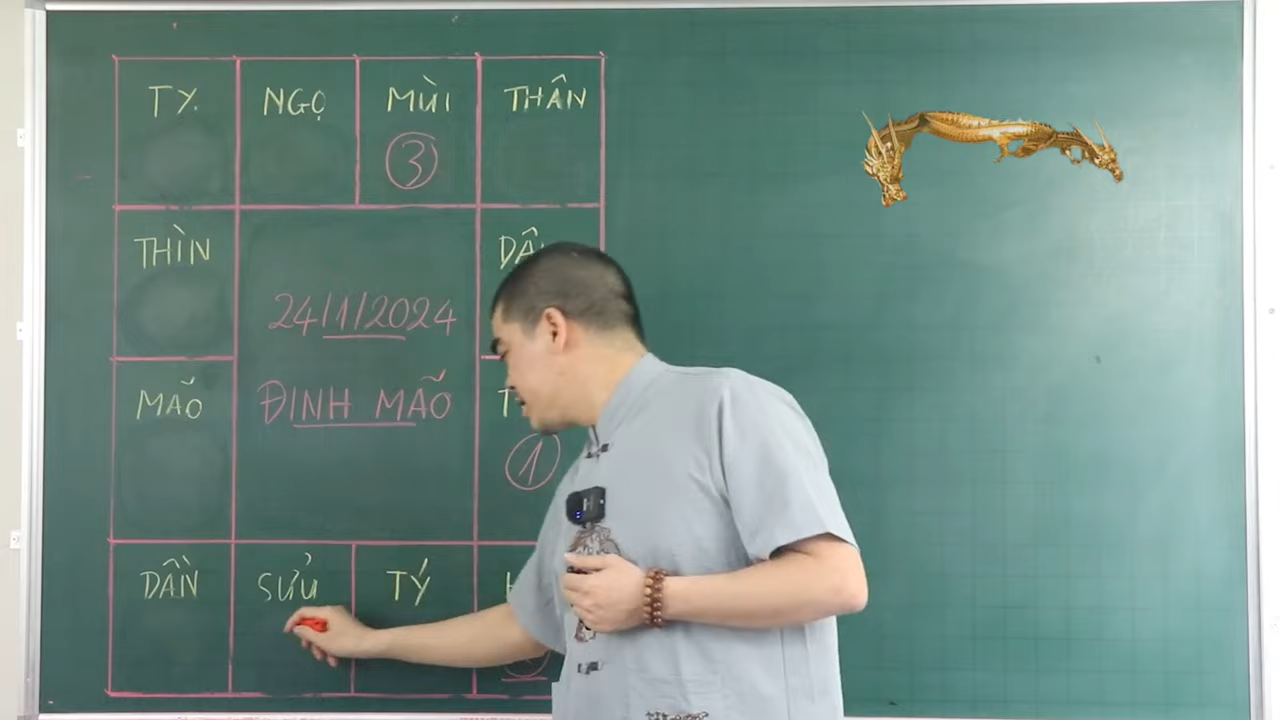 TỴ NGỌ MÙI THÂN
3
THÌN
24/1/2024
MÃO ĐINH MÃO
1
DẦN SỬU TÝ